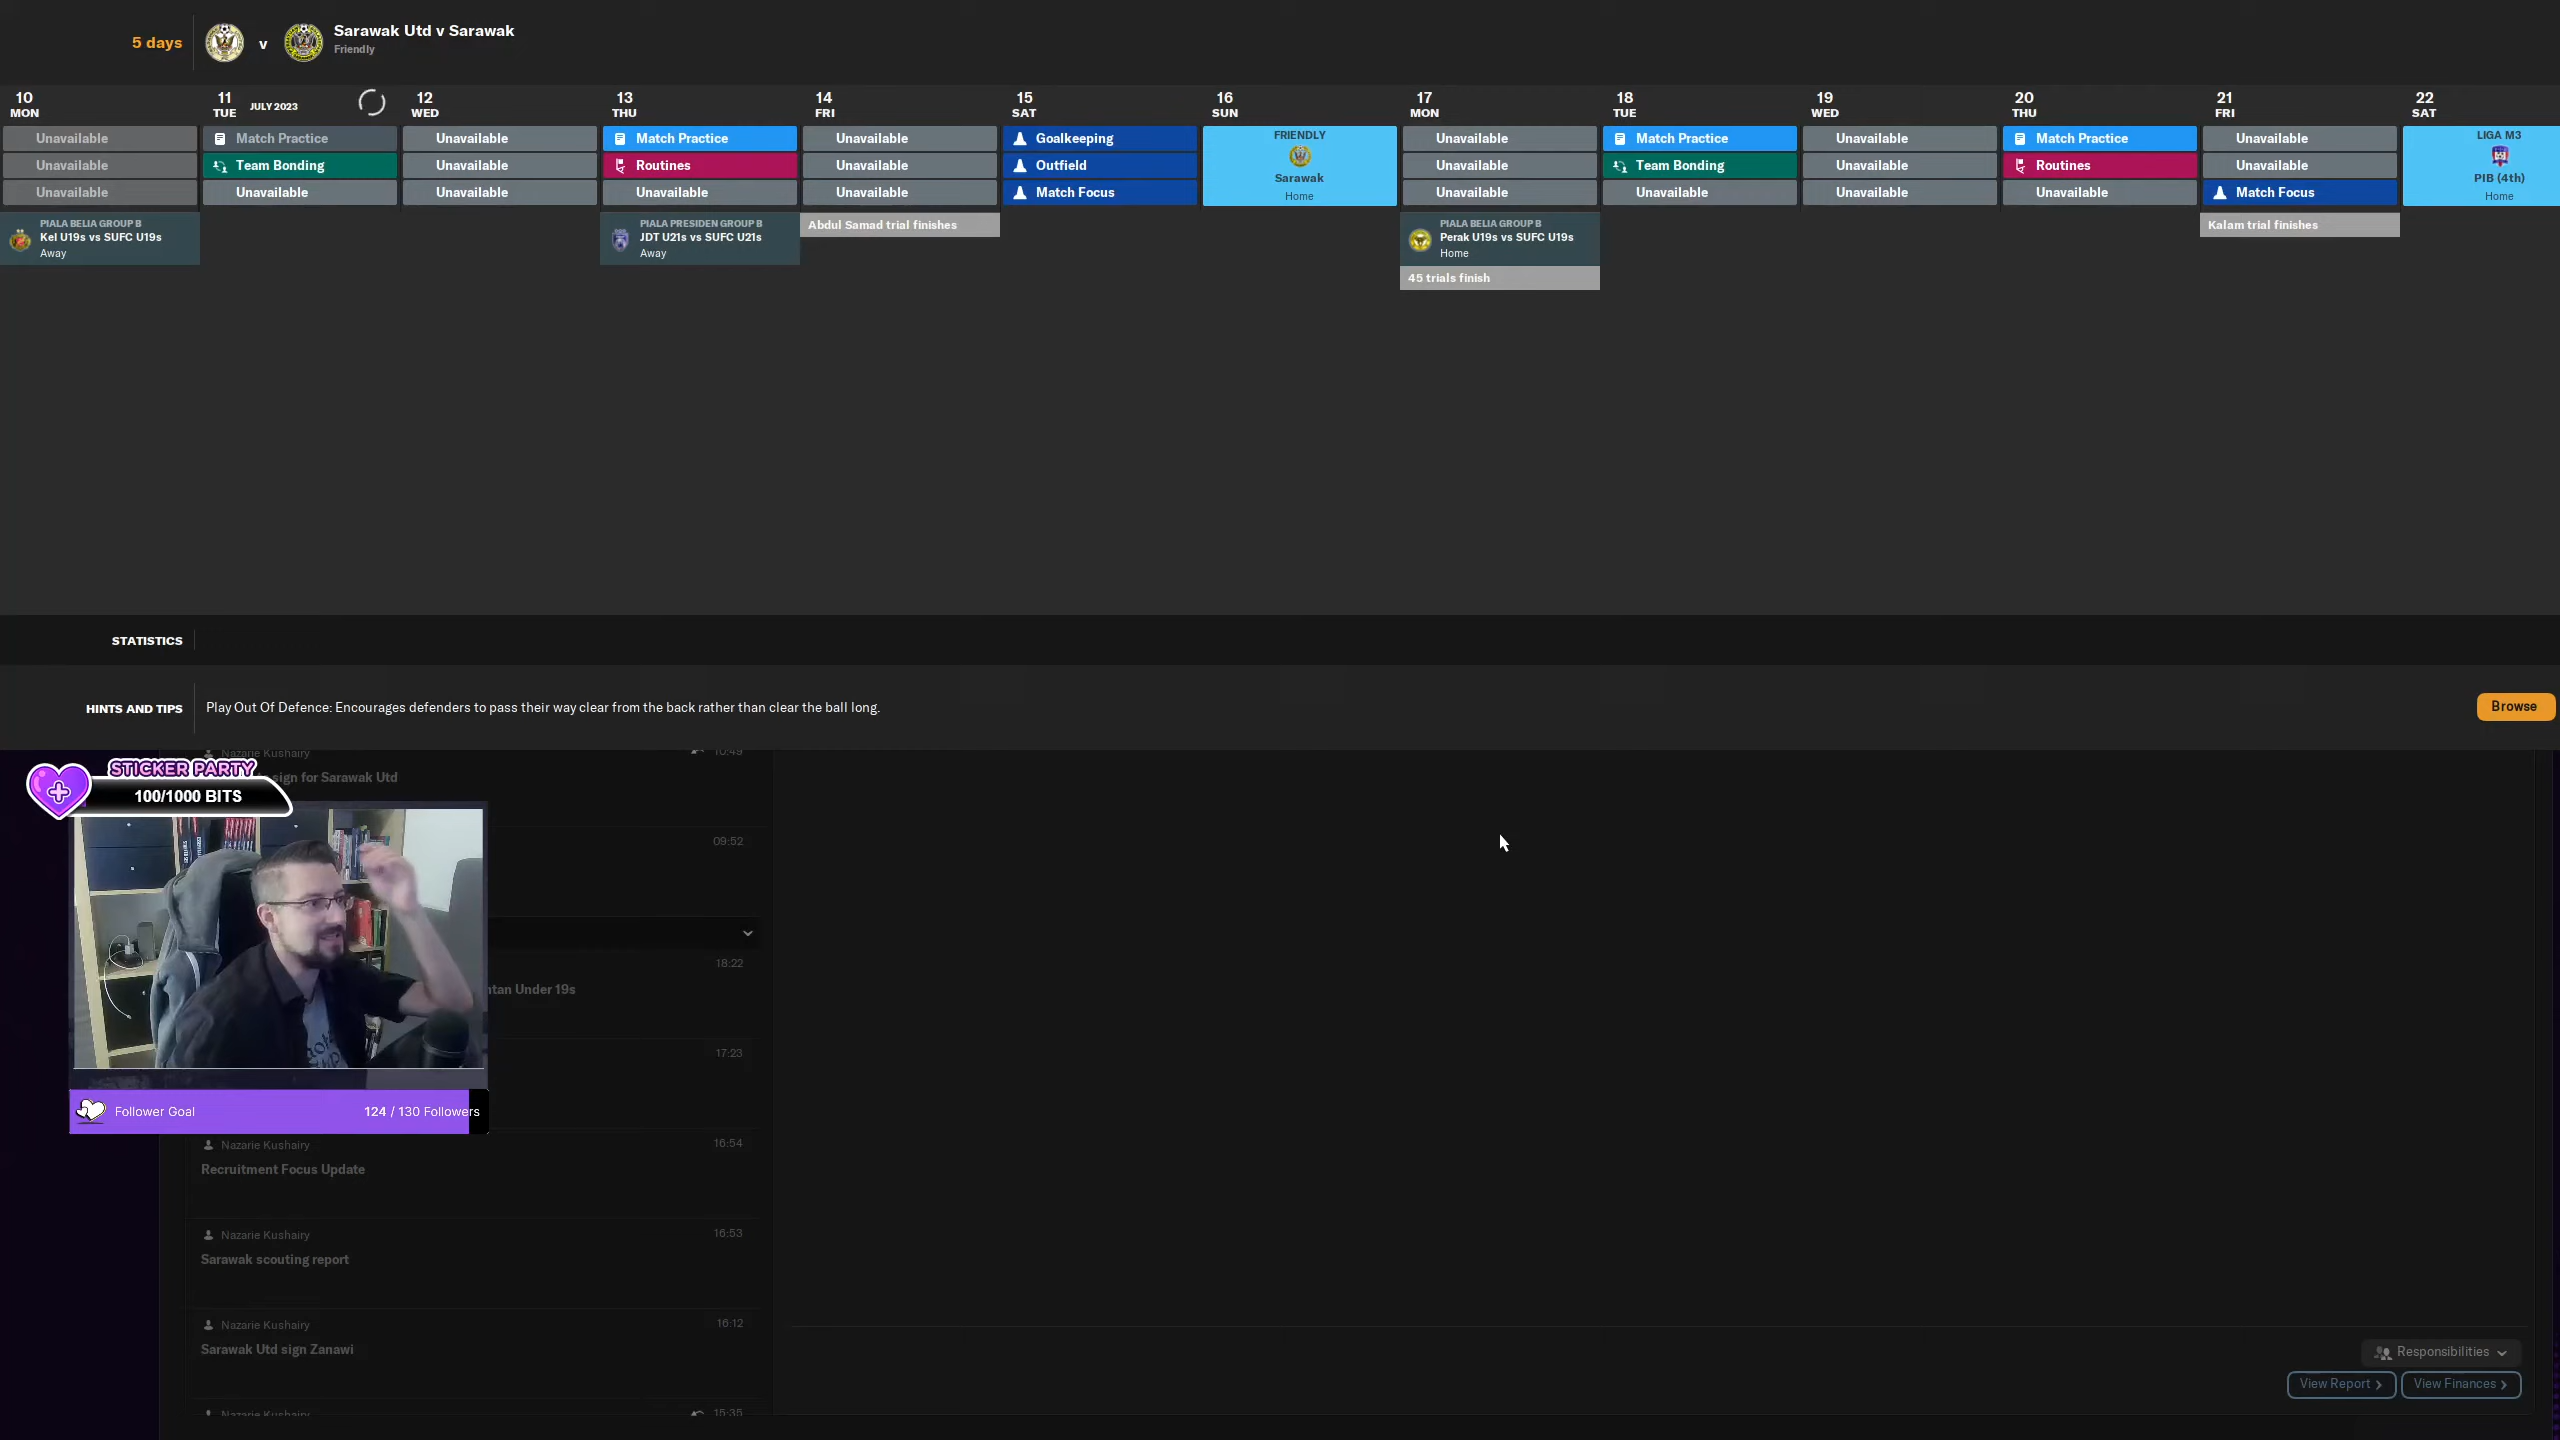 5 days
v
Sarawak Utd v Sarawak
Friendly
10
MON
11
TUE
JULY 2023
12
WED
13
THU
14
FRI
15
SAT
16
SUN
17
MON
18
TUE
19
WED
20
THU
21
FRI
22
SAT
Unavailable
Unavailable
Unavailable
PIALA BELIA GROUP B
Kel U19s vs SUFC U19s
Away
Match Practice
Team Bonding
Unavailable
Unavailable
Unavailable
Unavailable
Match Practice
Routines
Unavailable
PIALA PRESIDEN GROUP B
JDT U21s vs SUFC U21s
Away
Unavailable
Unavailable
Unavailable
Abdul Samad trial finishes
Goalkeeping
Outfield
Match Focus
FRIENDLY
Sarawak
Home
Unavailable
Unavailable
Unavailable
PIALA BELIA GROUP B
Perak U19s vs SUFC U19s
Home
45 trials finish
Match Practice
Team Bonding
Unavailable
Unavailable
Unavailable
Unavailable
Match Practice
Routines
Unavailable
Unavailable
Unavailable
Match Focus
Kalam trial finishes
LIGA M3
PIB (4th)
Home
STATISTICS
HINTS AND TIPS
Play Out Of Defence: Encourages defenders to pass their way clear from the back rather than clear the ball long.
Browse
Nazarie Kushairy
10:49
sign for Sarawak Utd
STICKER PARTY
100/1000 BITS
09:52
18:22
Under 19s
17:23
Follower Goal
124 / 130 Followers
Nazarie Kushairy
16:54
Recruitment Focus Update
Nazarie Kushairy
16:53
Sarawak scouting report
Nazarie Kushairy
16:12
Sarawak Utd sign Zanawi
Nazarie Kushairy
15:35
Responsibilities
View Report
View Finances